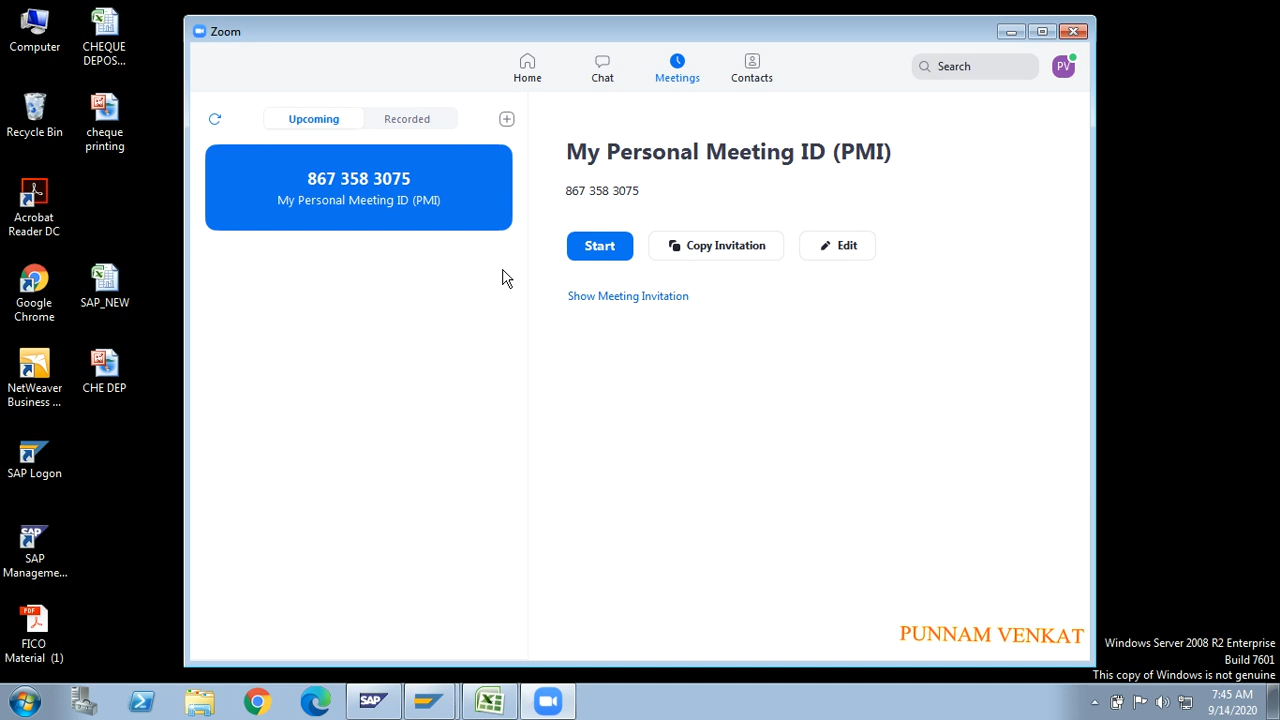 Computer
CHEQUE
DEPOS...
Recycle Bin
cheque
printing
Acrobat
Reader DC
Google
Chrome
SAP_NEW
NetWeaver
Business ...
CHE DEP
SAP Logon
SAP
Manageme...
FICO
Material (1)
Zoom
Home
Chat
Meetings
Contacts
Search
PV
Upcoming
Recorded
867 358 3075
My Personal Meeting ID (PMI)
My Personal Meeting ID (PMI)
867 358 3075
Start
Copy Invitation
Edit
Show Meeting Invitation
PUNNAM VENKAT
Windows Server 2008 R2 Enterprise
Build 7601
This copy of Windows is not genuine
SAP
7:45 AM
9/14/2020